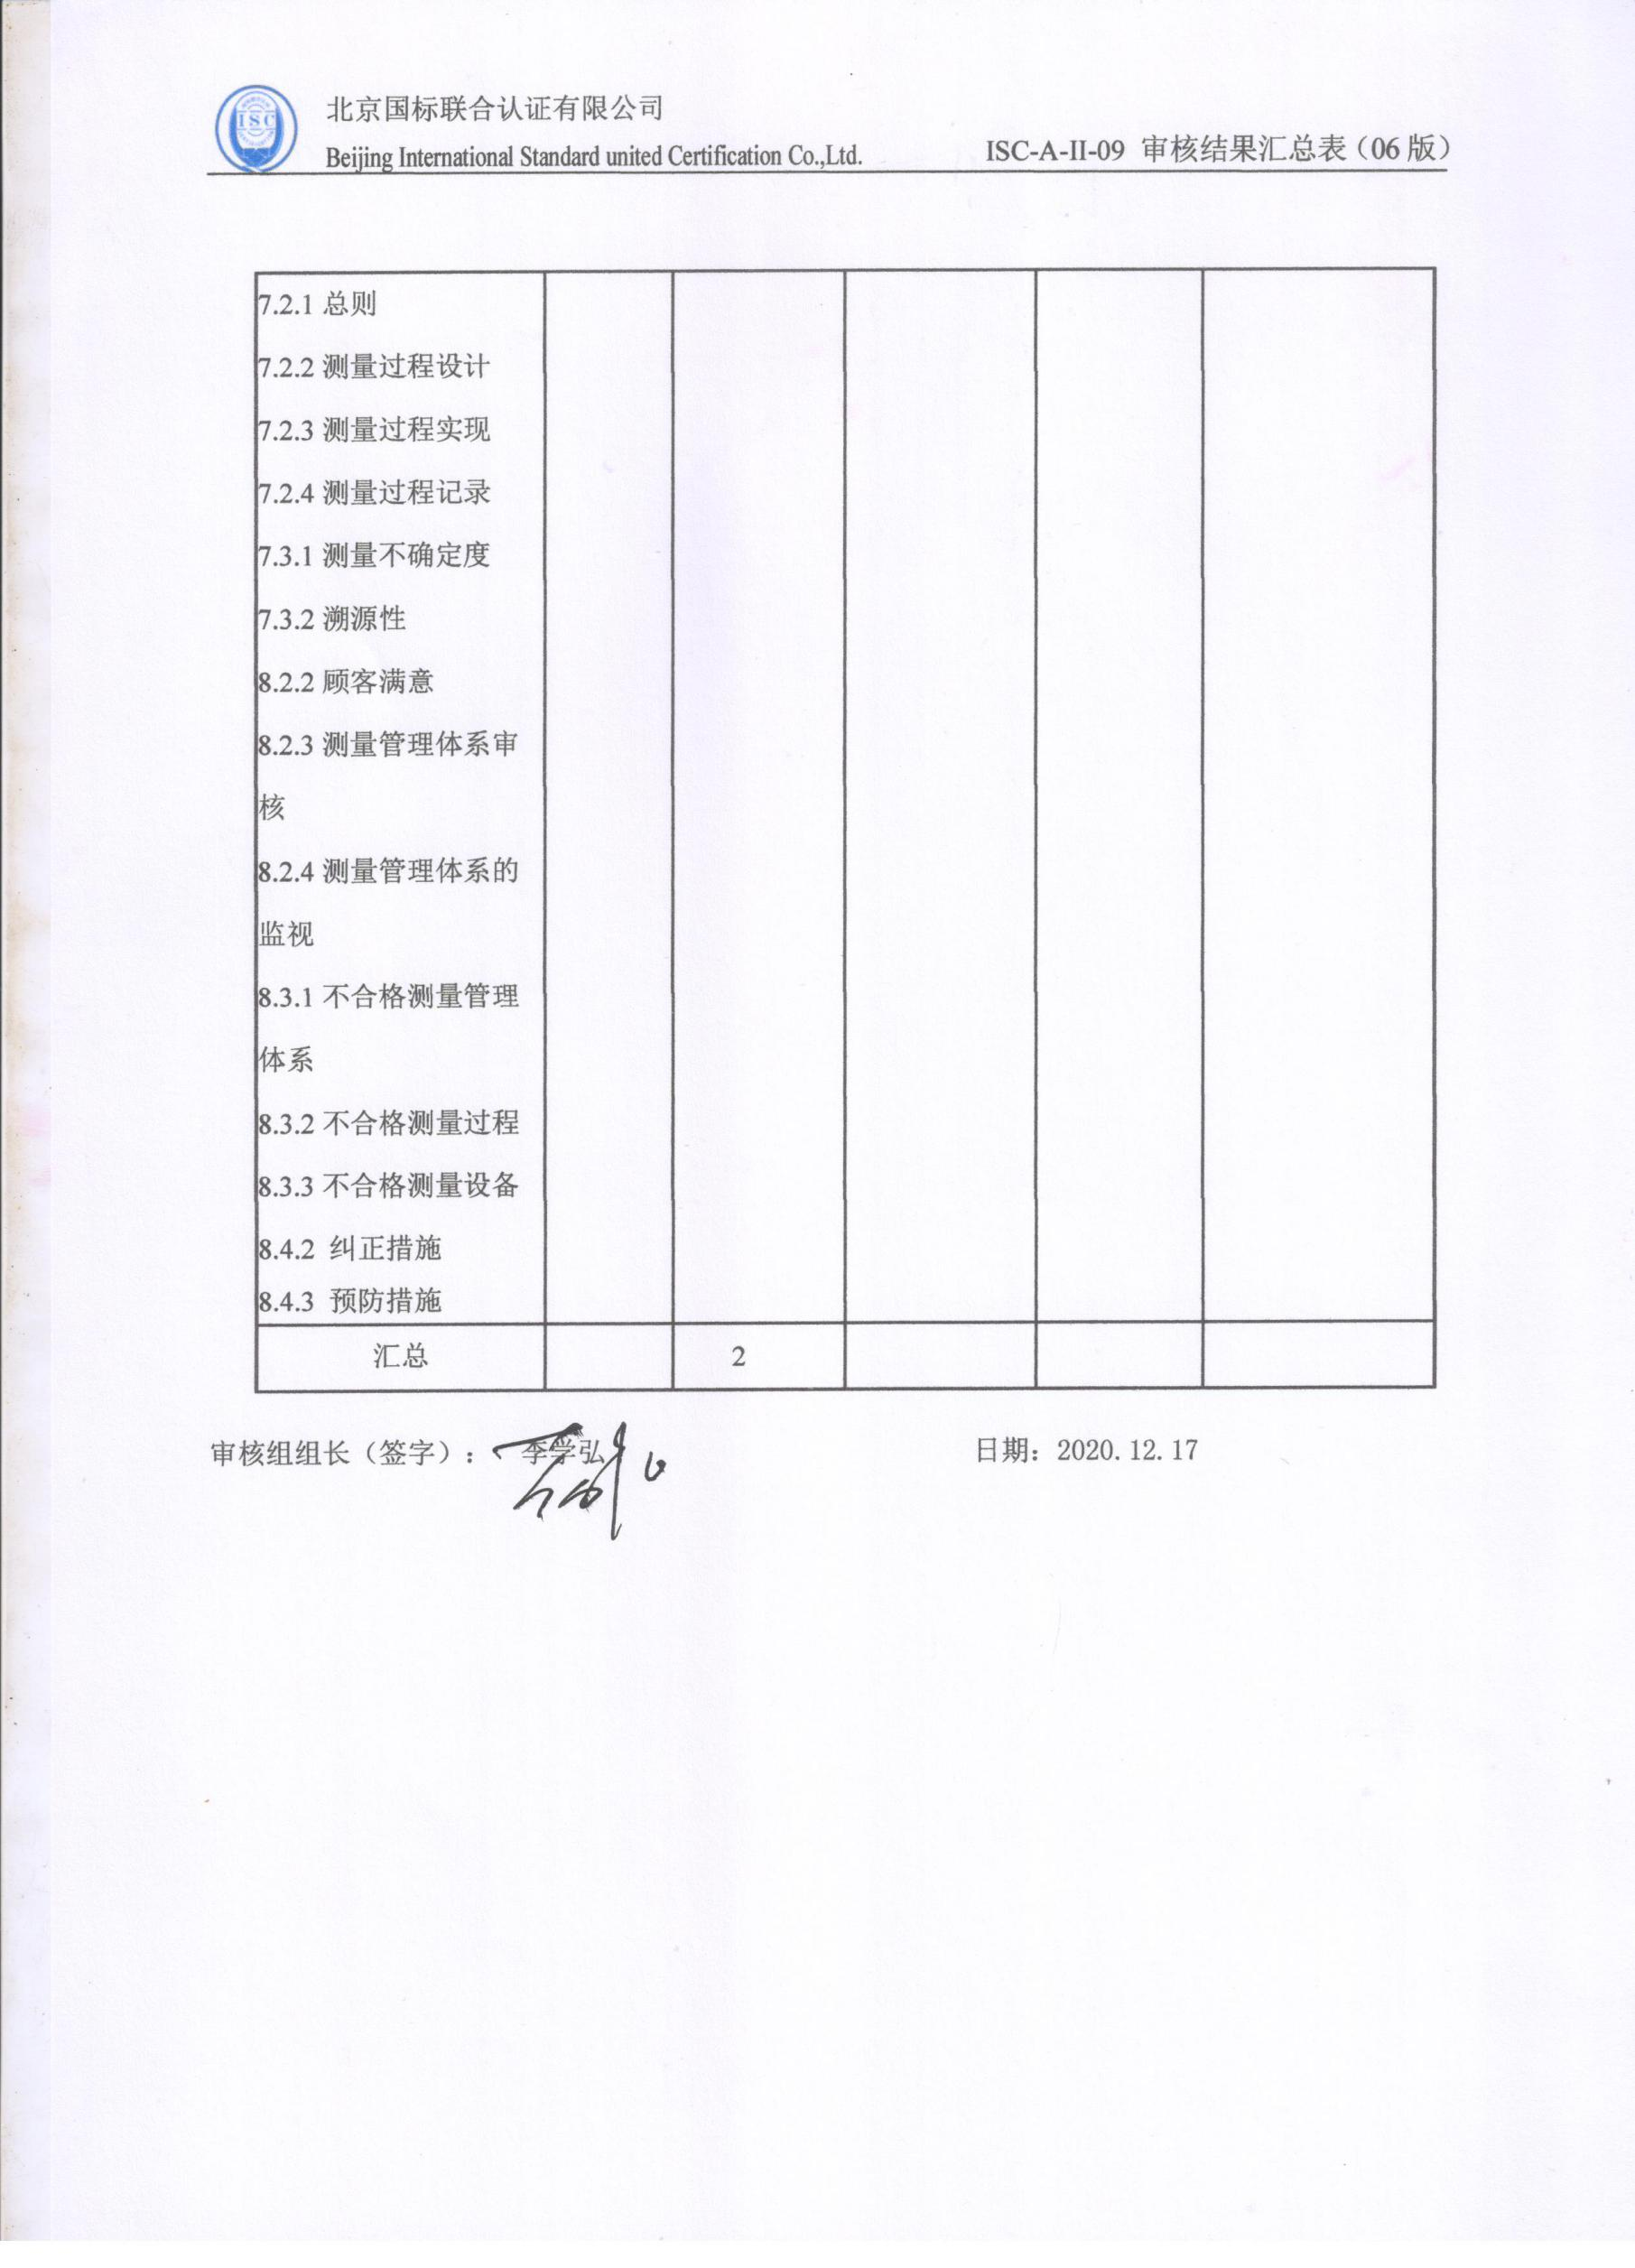 ISC
北京国标联合认证有限公司
Beijing International Standard united Certification Co.,Ltd.
ISC-A-II-09 审核结果汇总表（06 版）
7.2.1 总则
7.2.2 测量过程设计
7.2.3 测量过程实现
7.2.4 测量过程记录
7.3.1 测量不确定度
7.3.2 溯源性
8.2.2 顾客满意
8.2.3 测量管理体系审
核
8.2.4 测量管理体系的
监视
8.3.1 不合格测量管理
体系
8.3.2 不合格测量过程
8.3.3 不合格测量设备
8.4.2 纠正措施
8.4.3 预防措施
汇总 2
审核组组长（签字）： 李学弘 日期：2020.12.17